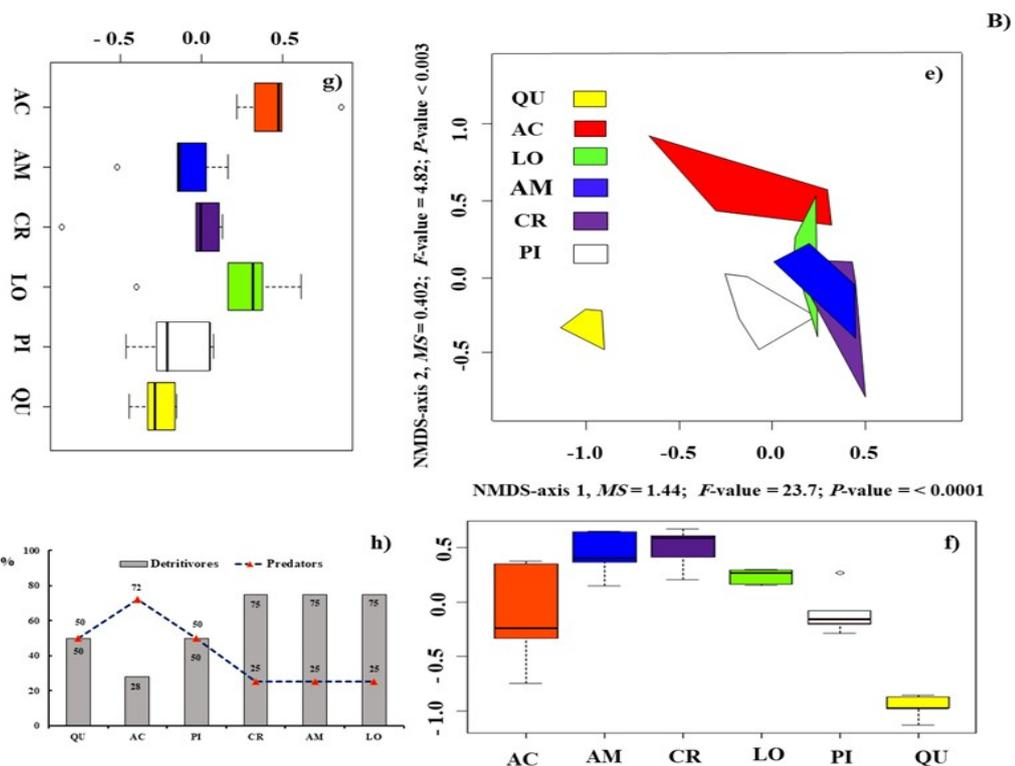 B)
- 0.5 0.0 0.5
g)
AC
AM
CR
LO
PI
QU
NMDS-axis 2, MS = 0.402; F-value = 4.82; P-value < 0.003
e)
QU
AC
LO
AM
CR
PI
1.0
0.5
0.0
-0.5
-1.0 -0.5 0.0 0.5
NMDS-axis 1, MS = 1.44; F-value = 23.7; P-value = < 0.0001
h)
%
Detritivores Predators
100
80
60
40
20
0
50 72 50 25 25 25
50 28 50 75 75 75
QU AC PI CR AM LO
f)
0.5
0.0
- 0.5
- 1.0
AC AM CR LO PI QU